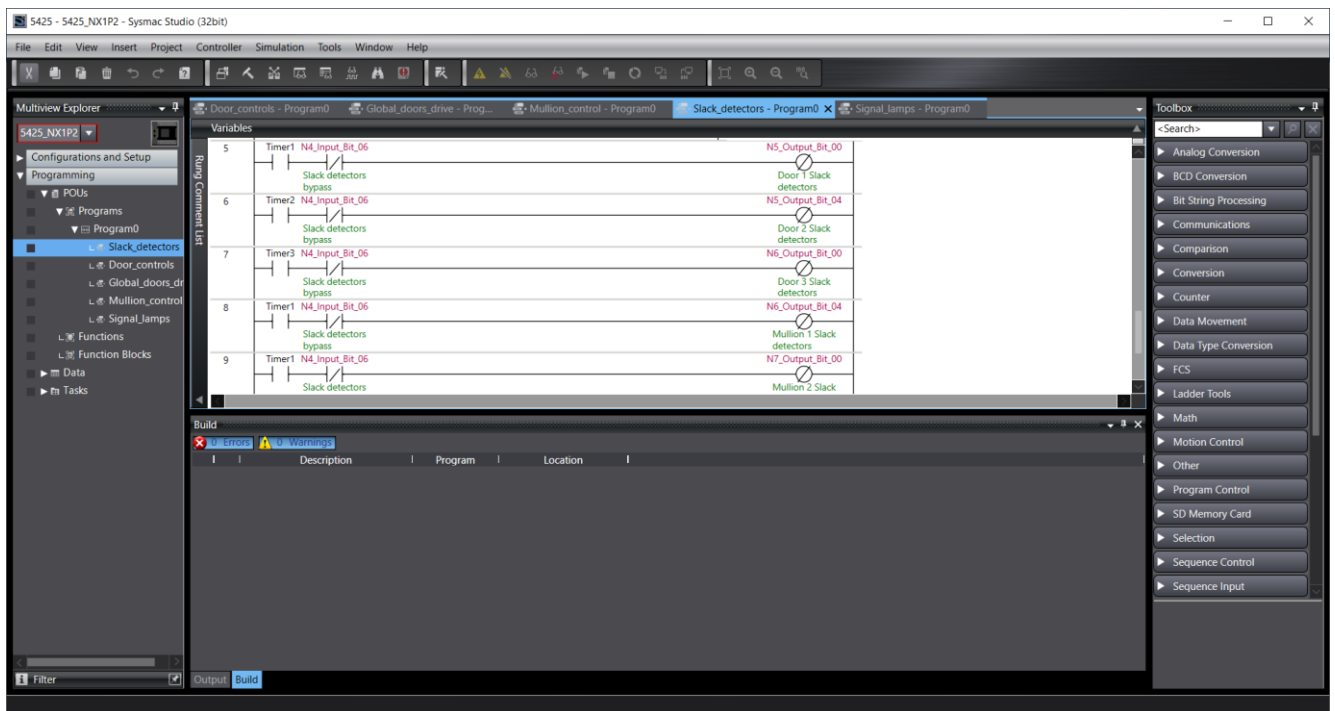 5425 - 5425_NX1P2 - Sysmac Studio (32bit)
File Edit View Insert Project Controller Simulation Tools Window Help
Multiview Explorer
5425_NX1P2
Configurations and Setup
Programming
POUs
Programs
Program0
Slack_detectors
Door_controls
Global_doors_dr
Mullion_control
Signal_lamps
Functions
Function Blocks
Data
Tasks
Filter
Door_controls - Program0 Global_doors_drive - Prog... Mullion_control - Program0 Slack_detectors - Program0 Signal_lamps - Program0
Variables
Rung Comment List
5 Timer1 N4_Input_Bit_06 N5_Output_Bit_00
Slack detectors Door 1 Slack
bypass detectors
6 Timer2 N4_Input_Bit_06 N5_Output_Bit_04
Slack detectors Door 2 Slack
bypass detectors
7 Timer3 N4_Input_Bit_06 N6_Output_Bit_00
Slack detectors Door 3 Slack
bypass detectors
8 Timer1 N4_Input_Bit_06 N6_Output_Bit_04
Slack detectors Mullion 1 Slack
bypass detectors
9 Timer1 N4_Input_Bit_06 N7_Output_Bit_00
Slack detectors Mullion 2 Slack
Build
0 Errors 0 Warnings
Description Program Location
Output Build
Toolbox
<Search>
Analog Conversion
BCD Conversion
Bit String Processing
Communications
Comparison
Conversion
Counter
Data Movement
Data Type Conversion
FCS
Ladder Tools
Math
Motion Control
Other
Program Control
SD Memory Card
Selection
Sequence Control
Sequence Input